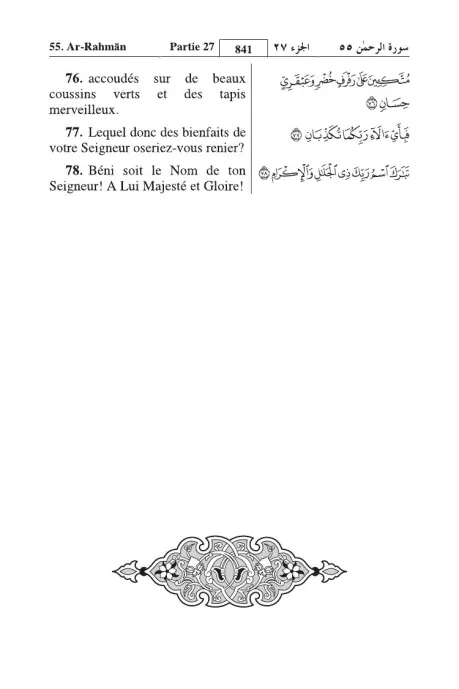 55. Ar-Rahmān Partie 27 841 الجزء ٢٧ سورة الرحمٰن ٥٥
76. accoudés sur de beaux
coussins verts et des tapis
merveilleux.
77. Lequel donc des bienfaits de
votre Seigneur oseriez-vous renier?
78. Béni soit le Nom de ton
Seigneur! A Lui Majesté et Gloire!
مُتَّكِـِٔينَ عَلَىٰ رَفْرَفٍ خُضْرٍ وَعَبْقَرِيٍّ
حِسَانٍ ٧٦
فَبِأَيِّ ءَالَآءِ رَبِّكُمَا تُكَذِّبَانِ ٧٧
تَبَٰرَكَ ٱسْمُ رَبِّكَ ذِى ٱلْجَلَٰلِ وَٱلْإِكْرَامِ ٧٨